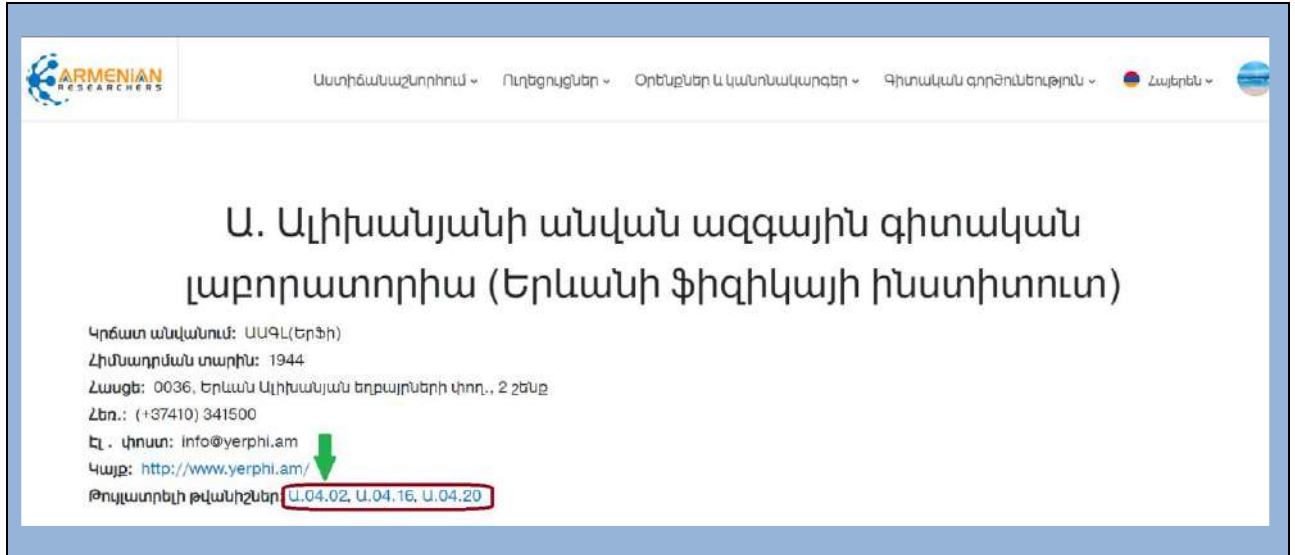 ARMENIAN
RESEARCHERS
Աստիճանաշնորհում Ուղեցույցներ Օրենքներ և կանոնակարգեր Գիտական գործունեություն Հայերեն
Ա. Ալիխանյանի անվան ազգային գիտական
լաբորատորիա (Երևանի ֆիզիկայի ինստիտուտ)
Կրճատ անվանում: ԱԱԳԼ(ԵրՖի)
Հիմնադրման տարին: 1944
Հասցե: 0036, Երևան Ալիխանյան եղբայրների փող., 2 շենք
Հեռ.: (+37410) 341500
Էլ . փոստ: info@yerphi.am
Կայք: http://www.yerphi.am/
Թույլատրելի թվանիշներ: Ա.04.02, Ա.04.16, Ա.04.20